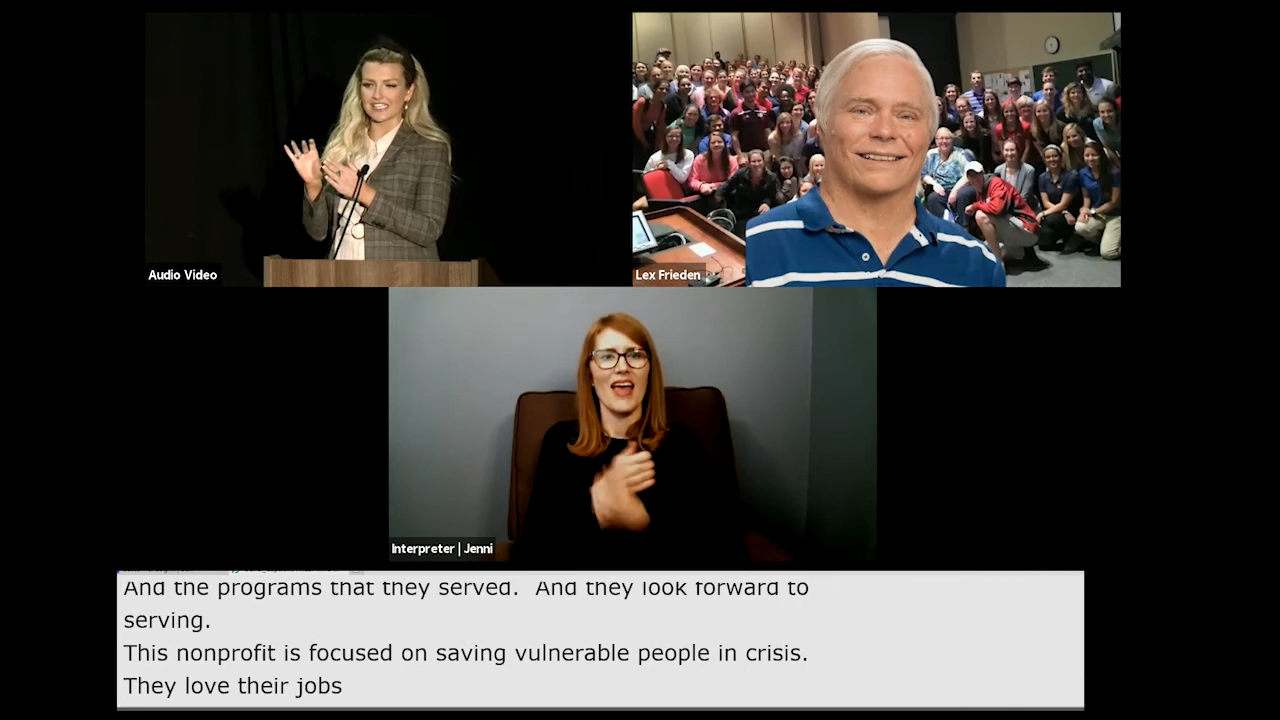 Audio Video
Lex Frieden
Interpreter | Jenni
And the programs that they served.  And they look forward to
serving.
This nonprofit is focused on saving vulnerable people in crisis.
They love their jobs